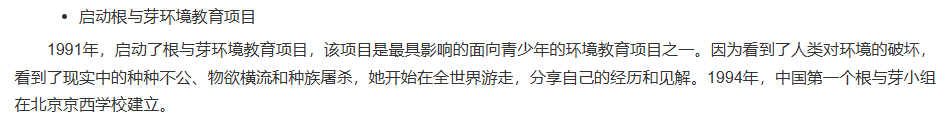 • 启动根与芽环境教育项目
1991年，启动了根与芽环境教育项目，该项目是最具影响的面向青少年的环境教育项目之一。因为看到了人类对环境的破坏，
看到了现实中的种种不公、物欲横流和种族屠杀，她开始在全世界游走，分享自己的经历和见解。1994年，中国第一个根与芽小组
在北京京西学校建立。